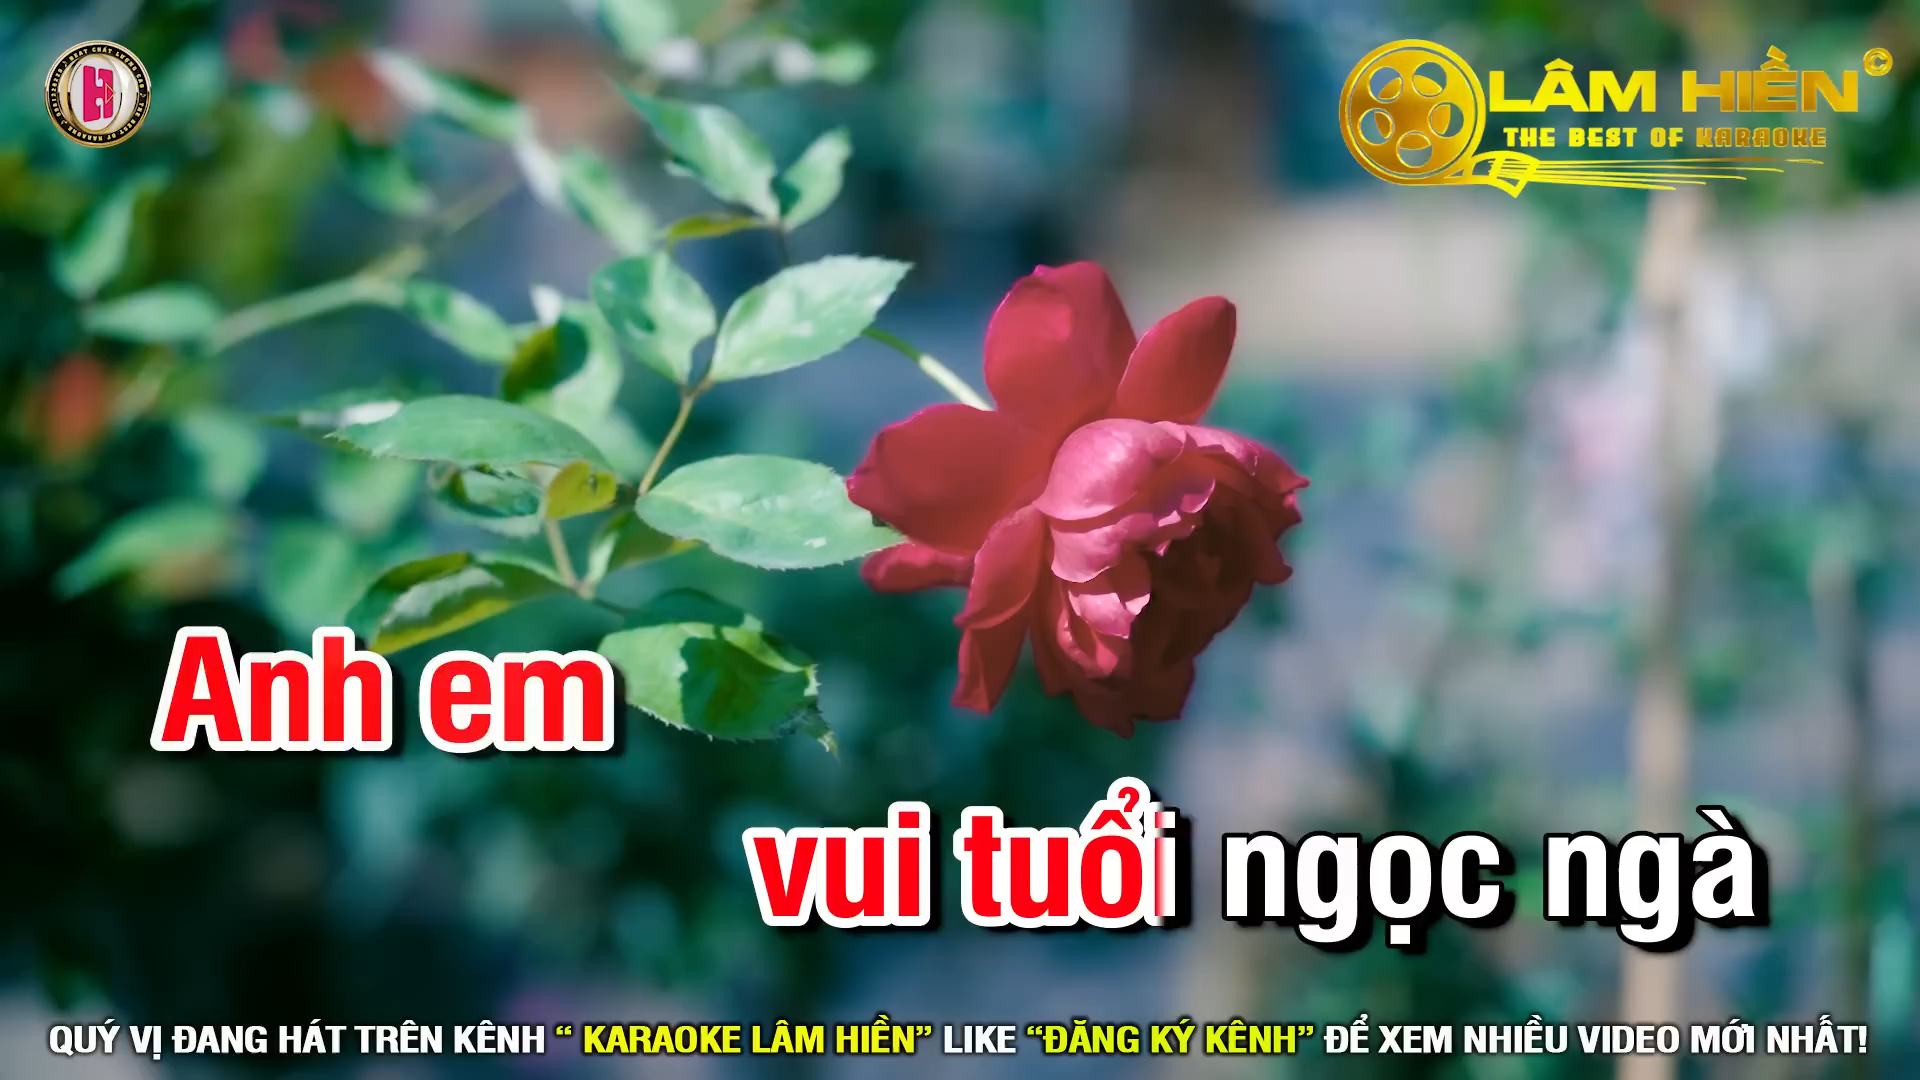 LÂM HIỀN ©
THE BEST OF KARAOKE
Anh em
vui tuổi ngọc ngà
QUÝ VỊ ĐANG HÁT TRÊN KÊNH “ KARAOKE LÂM HIỀN” LIKE “ĐĂNG KÝ KÊNH” ĐỂ XEM NHIỀU VIDEO MỚI NHẤT!